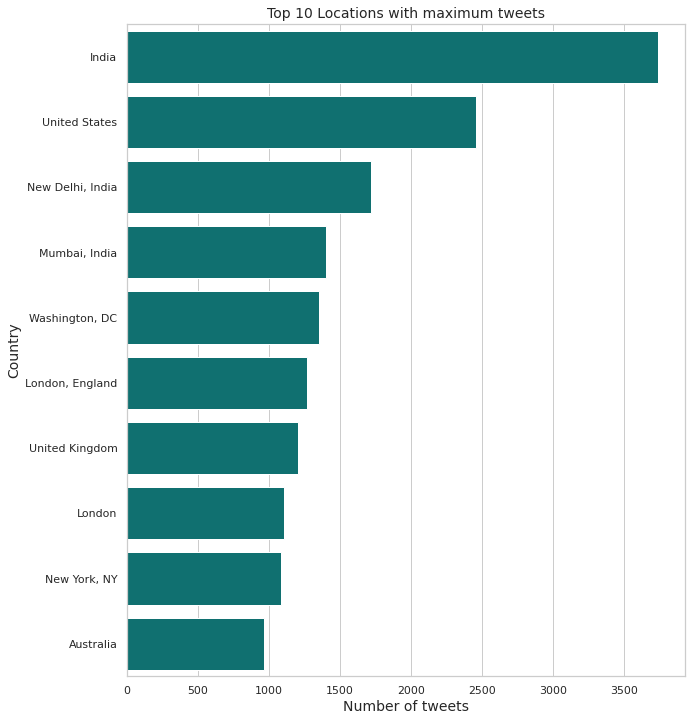 Top 10 Locations with maximum tweets
Country
India
United States
New Delhi, India
Mumbai, India
Washington, DC
London, England
United Kingdom
London
New York, NY
Australia
0 500 1000 1500 2000 2500 3000 3500
Number of tweets